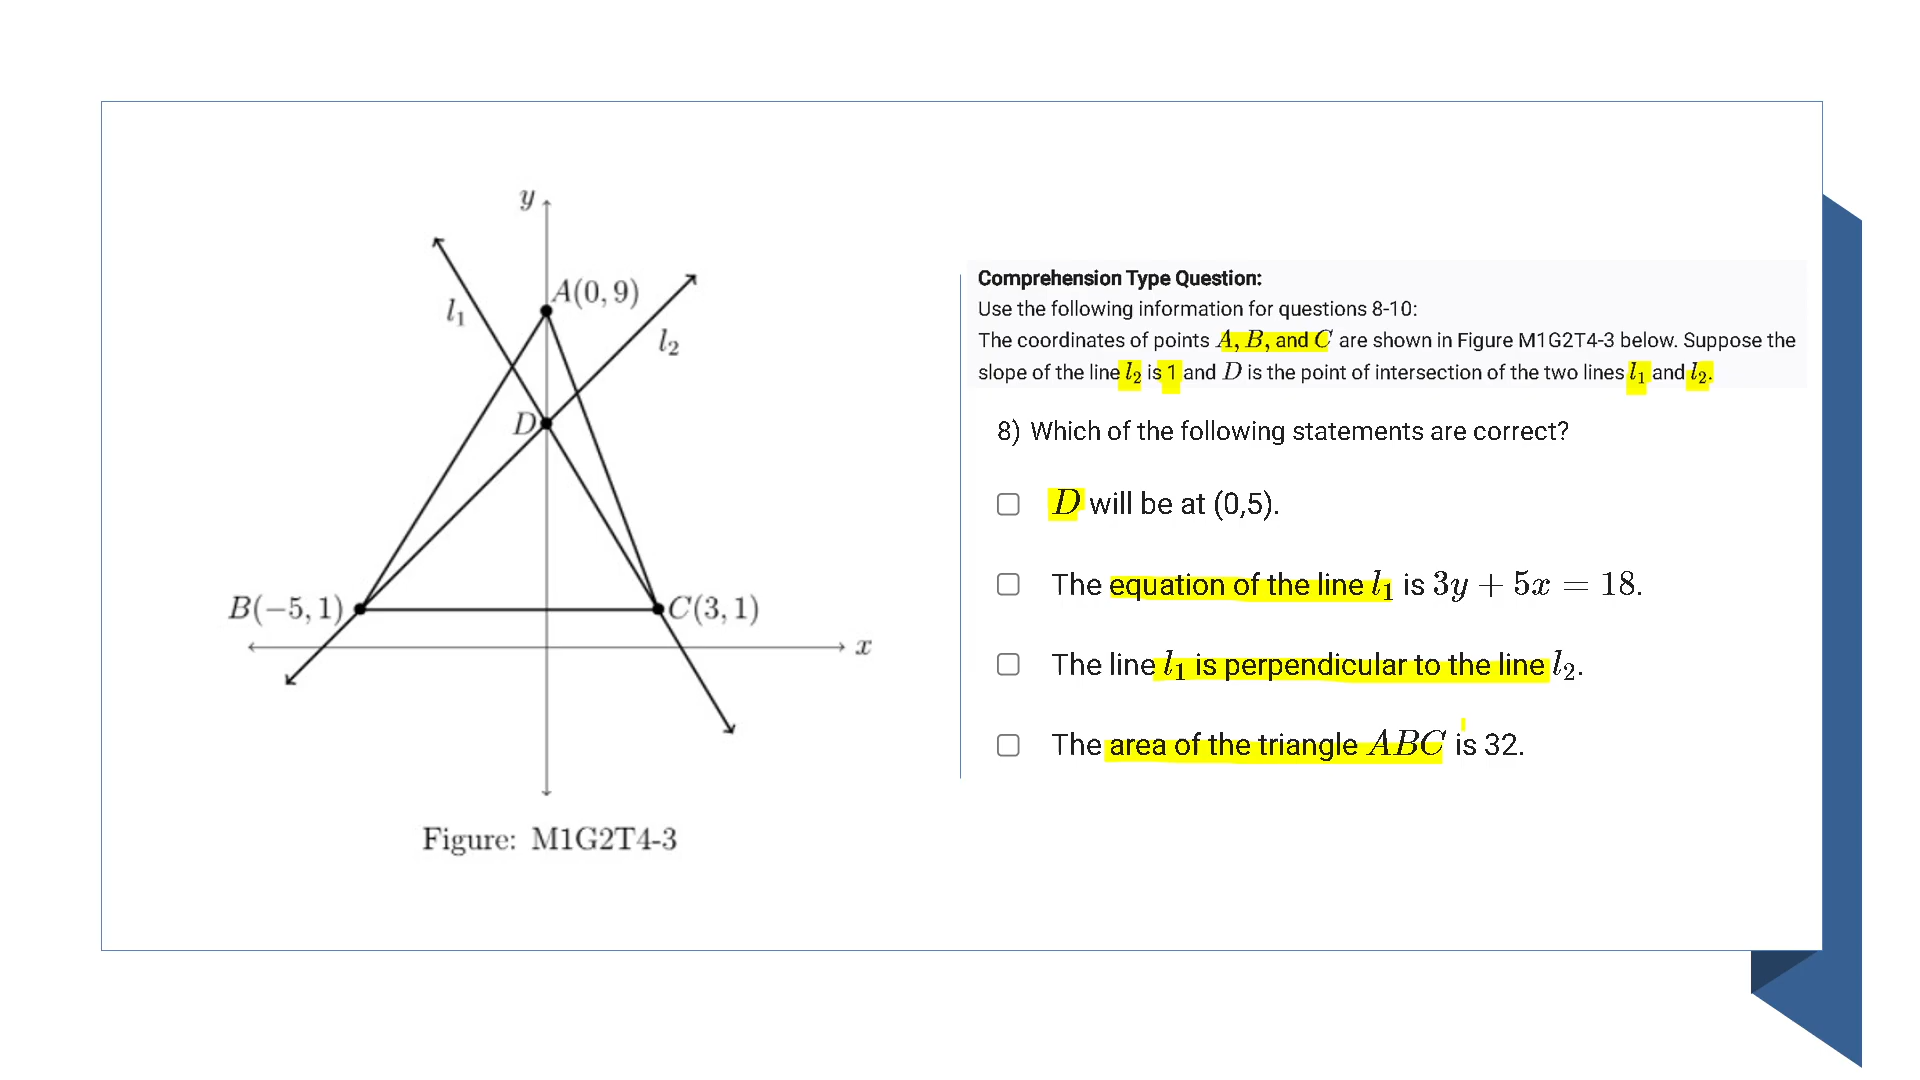 y
A(0, 9)
l₁
l₂
D
B(−5, 1)
C(3, 1)
x
Figure: M1G2T4-3
Comprehension Type Question:
Use the following information for questions 8-10:
The coordinates of points A, B, and C are shown in Figure M1G2T4-3 below. Suppose the
slope of the line l₂ is 1 and D is the point of intersection of the two lines l₁ and l₂.
8) Which of the following statements are correct?
D will be at (0,5).
The equation of the line l₁ is 3y + 5x = 18.
The line l₁ is perpendicular to the line l₂.
The area of the triangle ABC is 32.